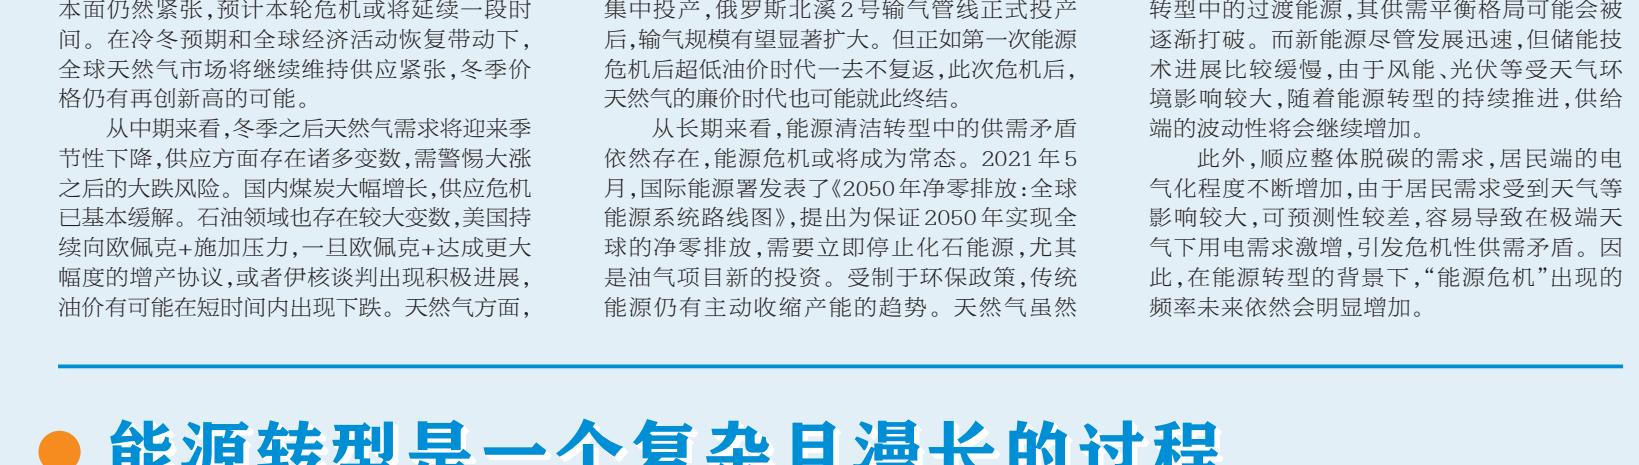 本面仍然紧张,预计本轮危机或将延续一段时
间。在冷冬预期和全球经济活动恢复带动下,
全球天然气市场将继续维持供应紧张,冬季价
格仍有再创新高的可能。
从中期来看,冬季之后天然气需求将迎来季
节性下降,供应方面存在诸多变数,需警惕大涨
之后的大跌风险。国内煤炭大幅增长,供应危机
已基本缓解。石油领域也存在较大变数,美国持
续向欧佩克+施加压力,一旦欧佩克+达成更大
幅度的增产协议,或者伊核谈判出现积极进展,
油价有可能在短时间内出现下跌。天然气方面,
集中投产,俄罗斯北溪2号输气管线正式投产
后,输气规模有望显著扩大。但正如第一次能源
危机后超低油价时代一去不复返,此次危机后,
天然气的廉价时代也可能就此终结。
从长期来看,能源清洁转型中的供需矛盾
依然存在,能源危机或将成为常态。2021年5
月,国际能源署发表了《2050年净零排放:全球
能源系统路线图》,提出为保证2050年实现全
球的净零排放,需要立即停止化石能源,尤其
是油气项目新的投资。受制于环保政策,传统
能源仍有主动收缩产能的趋势。天然气虽然
转型中的过渡能源,其供需平衡格局可能会被
逐渐打破。而新能源尽管发展迅速,但储能技
术进展比较缓慢,由于风能、光伏等受天气环
境影响较大,随着能源转型的持续推进,供给
端的波动性将会继续增加。
此外,顺应整体脱碳的需求,居民端的电
气化程度不断增加,由于居民需求受到天气等
影响较大,可预测性较差,容易导致在极端天
气下用电需求激增,引发危机性供需矛盾。因
此,在能源转型的背景下,“能源危机”出现的
频率未来依然会明显增加。
能源转型是一个复杂且漫长的过程